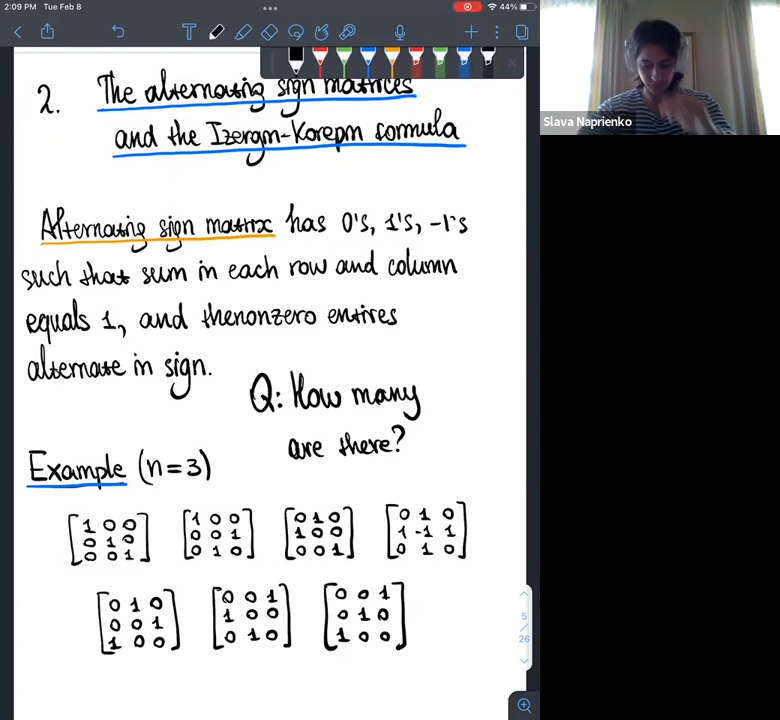 2:09 PM Tue Feb 8
44%
2. The alternating sign matrices
and the Izergin-Korepin formula
Alternating sign matrix has 0's, 1's, -1's
such that sum in each row and column
equals 1, and thenonzero entires
alternate in sign.
Q: How many
are there?
Example (n=3)
1 0 0 1 0 0 0 1 0 0 1 0
0 1 0 0 0 1 1 0 0 1 -1 1
0 0 1 0 1 0 0 0 1 0 1 0
0 1 0 0 0 1 0 0 1
0 0 1 1 0 0 0 1 0
1 0 0 0 1 0 1 0 0
5
/
26
Slava Naprienko